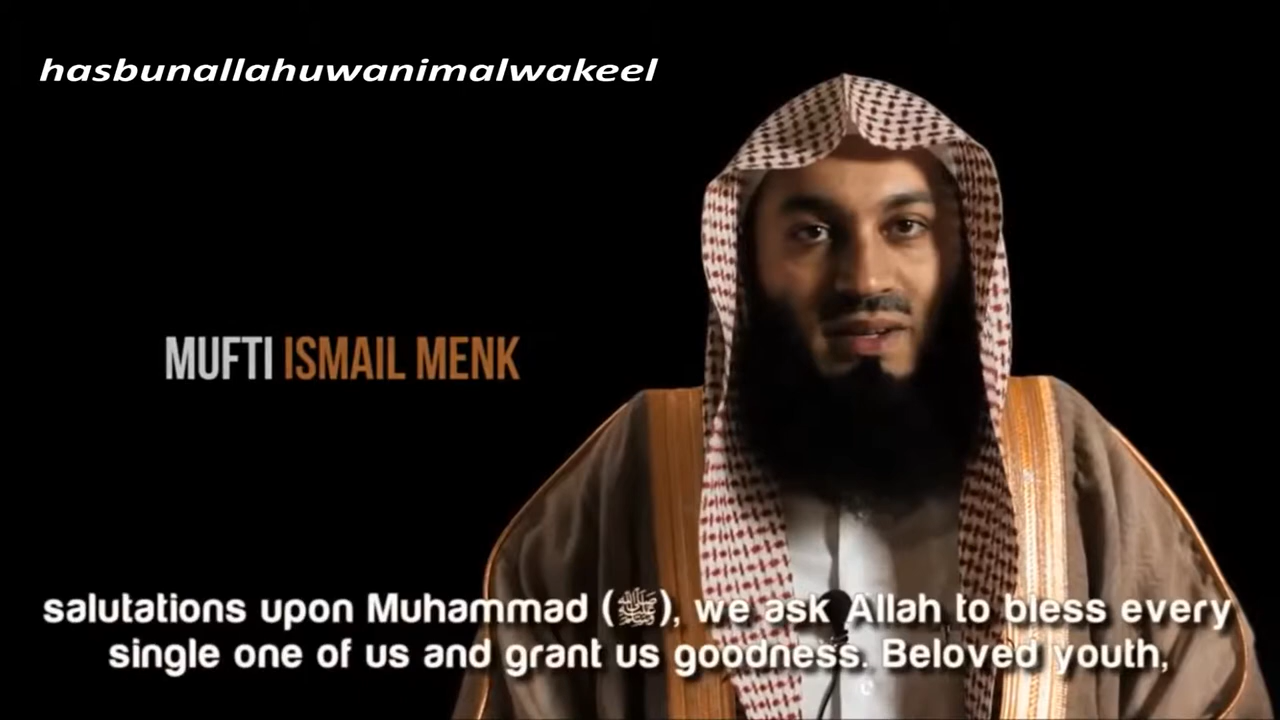 hasbunallahuwanimalwakeel
MUFTI ISMAIL MENK
salutations upon Muhammad (ﷺ), we ask Allah to bless every
single one of us and grant us goodness. Beloved youth,